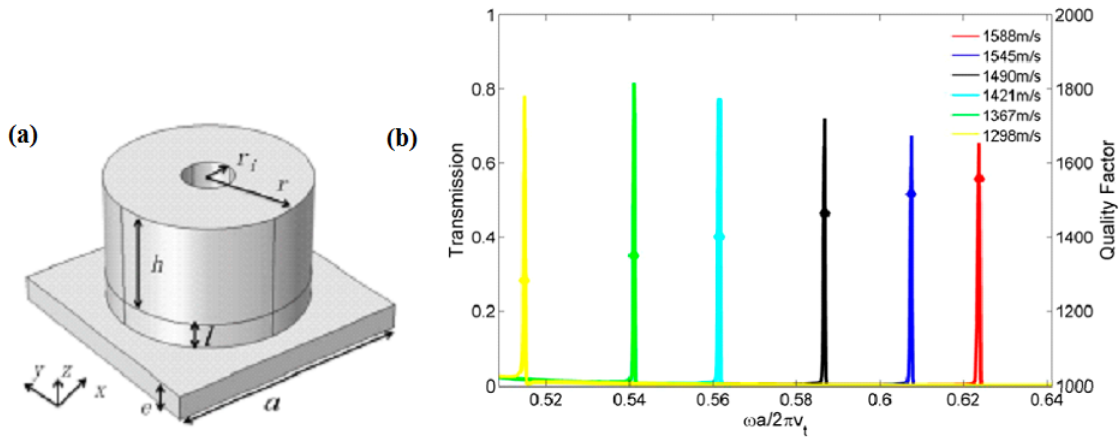 (a)
r_i
r
h
l
y z x
e
a
(b)
1
0.8
0.6
0.4
0.2
0
Transmission
2000
1800
1600
1400
1200
1000
Quality Factor
1588m/s
1545m/s
1490m/s
1421m/s
1367m/s
1298m/s
0.52 0.54 0.56 0.58 0.6 0.62 0.64
ωa/2πv_t